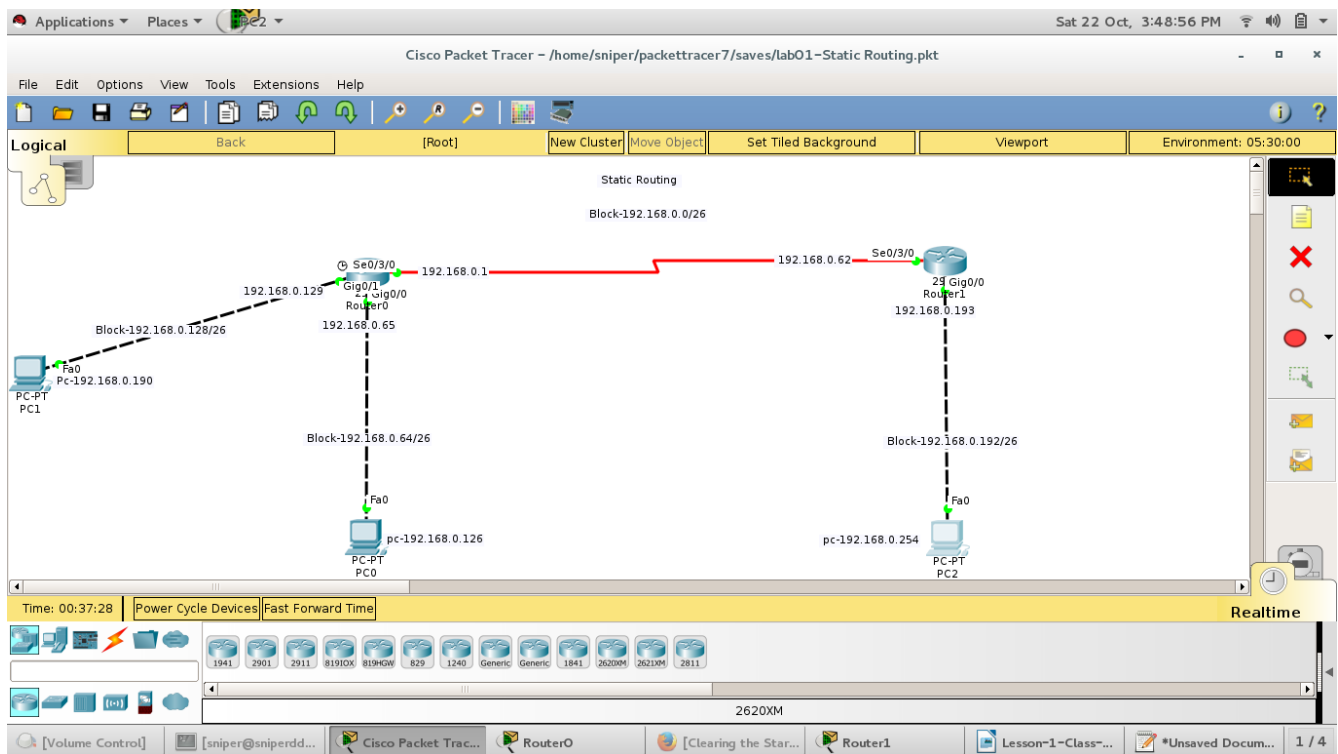 Applications Places PC2 Sat 22 Oct, 3:48:56 PM
Cisco Packet Tracer – /home/sniper/packettracer7/saves/lab01–Static Routing.pkt
File Edit Options View Tools Extensions Help
Logical Back [Root] New Cluster Move Object Set Tiled Background Viewport Environment: 05:30:00
Static Routing
Block-192.168.0.0/26
Se0/3/0 192.168.0.1 192.168.0.62 Se0/3/0
192.168.0.129 Gig0/1 Gig0/0
Router0
192.168.0.65
29 Gig0/0
Router1
192.168.0.193
Block-192.168.0.128/26
Fa0
Pc-192.168.0.190
PC-PT
PC1
Block-192.168.0.64/26
Block-192.168.0.192/26
Fa0
pc-192.168.0.126
PC-PT
PC0
Fa0
pc-192.168.0.254
PC-PT
PC2
Time: 00:37:28 Power Cycle Devices Fast Forward Time Realtime
1941 2901 2911 819IOX 819HGW 829 1240 Generic Generic 1841 2620XM 2621XM 2811
2620XM
[Volume Control] [sniper@sniperdd... Cisco Packet Trac... Router0 [Clearing the Star... Router1 Lesson-1-Class-... *Unsaved Docum... 1 / 4